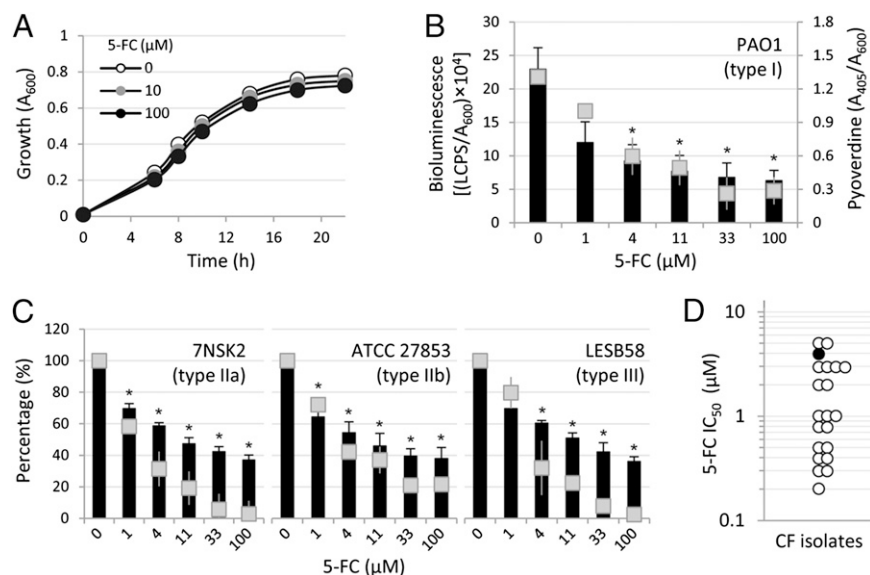 A
5-FC (µM)
0
10
100
1
0.8
0.6
0.4
0.2
0
Growth (A600)
0 4 8 12 16 20
Time (h)
B
PAO1
(type I)
30
25
20
15
10
5
0
Bioluminescesce
[(LCPS/A600)×10⁴]
1.8
1.5
1.2
0.9
0.6
0.3
0
Pyoverdine (A405/A600)
* * * *
0 1 4 11 33 100
5-FC (µM)
C
120
100
80
60
40
20
0
Percentage (%)
7NSK2
(type IIa)
* * * * *
0 1 4 11 33 100
ATCC 27853
(type IIb)
* * * * *
0 1 4 11 33 100
LESB58
(type III)
* * * *
0 1 4 11 33 100
5-FC (µM)
D
10
1
0.1
5-FC IC50 (µM)
CF isolates